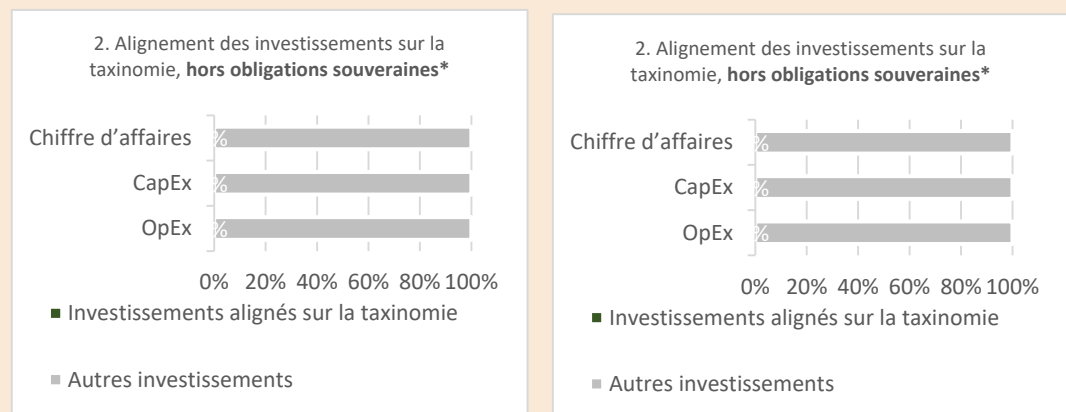 2. Alignement des investissements sur la
taxinomie, hors obligations souveraines*
Chiffre d’affaires
%
CapEx
%
OpEx
%
0% 20% 40% 60% 80% 100%
Investissements alignés sur la taxinomie
Autres investissements
2. Alignement des investissements sur la
taxinomie, hors obligations souveraines*
Chiffre d’affaires
%
CapEx
%
OpEx
%
0% 20% 40% 60% 80% 100%
Investissements alignés sur la taxinomie
Autres investissements